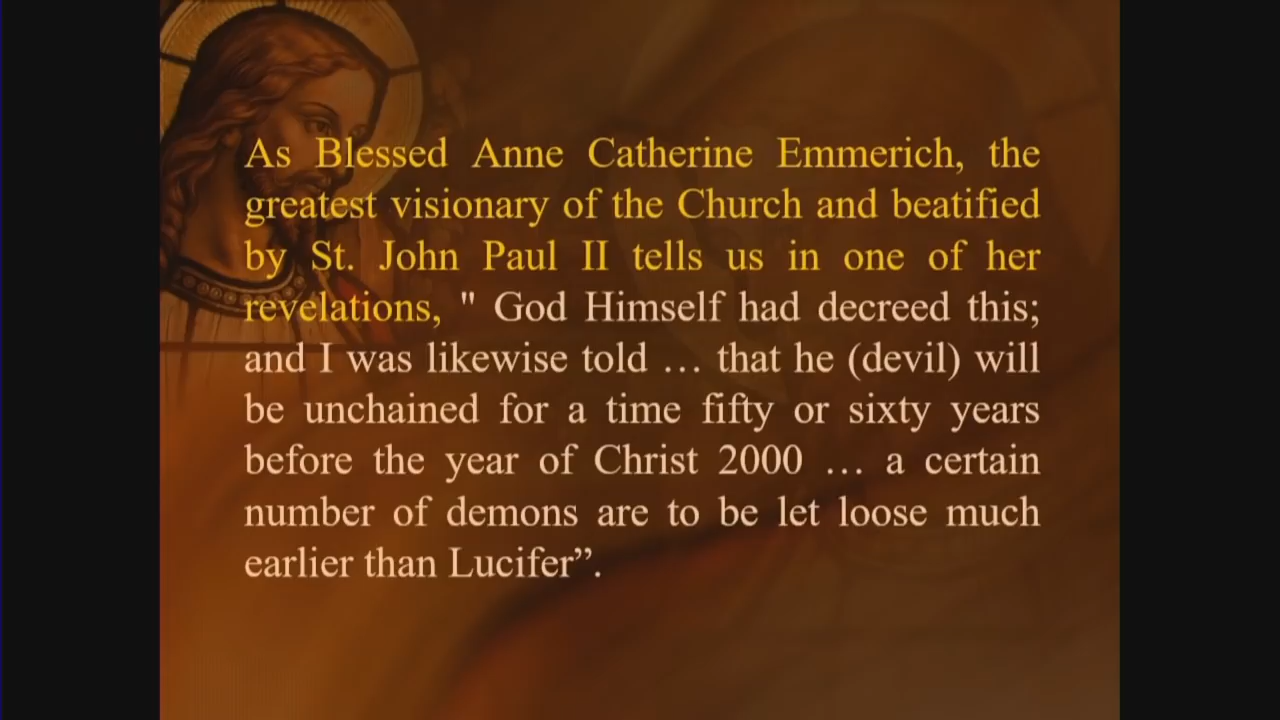 As Blessed Anne Catherine Emmerich, the
greatest visionary of the Church and beatified
by St. John Paul II tells us in one of her
revelations, " God Himself had decreed this;
and I was likewise told … that he (devil) will
be unchained for a time fifty or sixty years
before the year of Christ 2000 … a certain
number of demons are to be let loose much
earlier than Lucifer”.